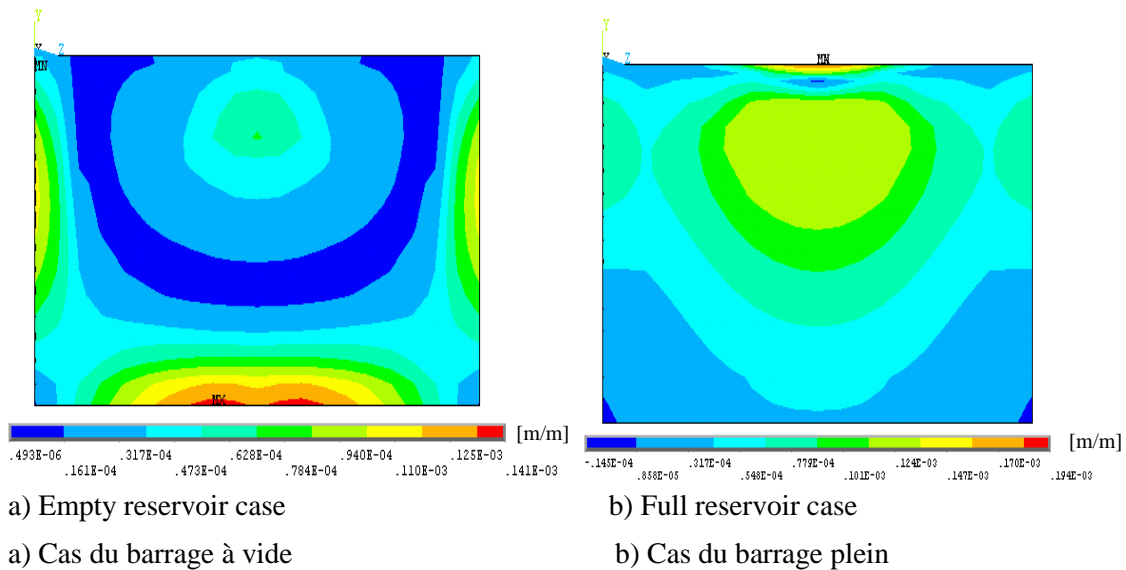 Y
X Z
MN
MX
[m/m]
.493E-06 .317E-04 .628E-04 .940E-04 .125E-03
.161E-04 .473E-04 .784E-04 .110E-03 .141E-03
a) Empty reservoir case
a) Cas du barrage à vide
Y
X Z
[m/m]
-.145E-04 .317E-04 .779E-04 .124E-03 .170E-03
.858E-05 .548E-04 .101E-03 .147E-03 .194E-03
b) Full reservoir case
b) Cas du barrage plein